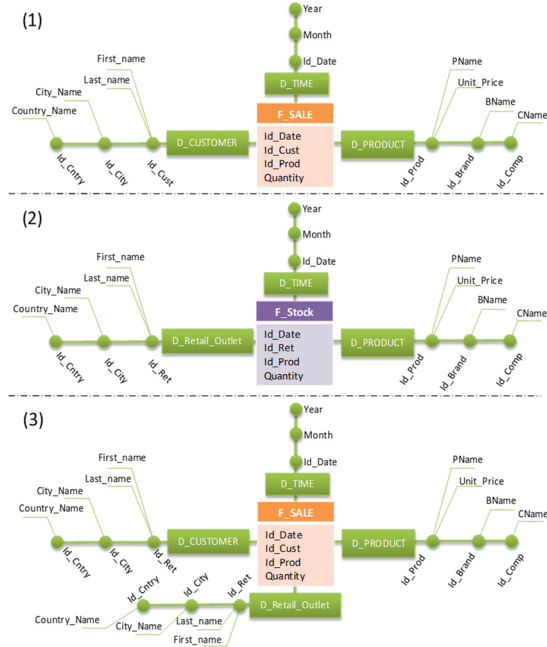 (1)
Year
Month
Id_Date
D_TIME
First_name
Last_name
City_Name
Country_Name
D_CUSTOMER
Id_Cntry
Id_City
Id_Cust
F_SALE
Id_Date
Id_Cust
Id_Prod
Quantity
D_PRODUCT
PName
Unit_Price
BName
CName
Id_Prod
Id_Brand
Id_Comp
(2)
Year
Month
Id_Date
D_TIME
First_name
Last_name
City_Name
Country_Name
D_Retail_Outlet
Id_Cntry
Id_City
Id_Ret
F_Stock
Id_Date
Id_Ret
Id_Prod
Quantity
D_PRODUCT
PName
Unit_Price
BName
CName
Id_Prod
Id_Brand
Id_Comp
(3)
Year
Month
Id_Date
D_TIME
First_name
Last_name
City_Name
Country_Name
D_CUSTOMER
Id_Cntry
Id_City
Id_Ret
F_SALE
Id_Date
Id_Cust
Id_Prod
Quantity
D_PRODUCT
PName
Unit_Price
BName
CName
Id_Prod
Id_Brand
Id_Comp
Id_Cntry
Id_City
Id_Ret
D_Retail_Outlet
Country_Name
City_Name
Last_name
First_name